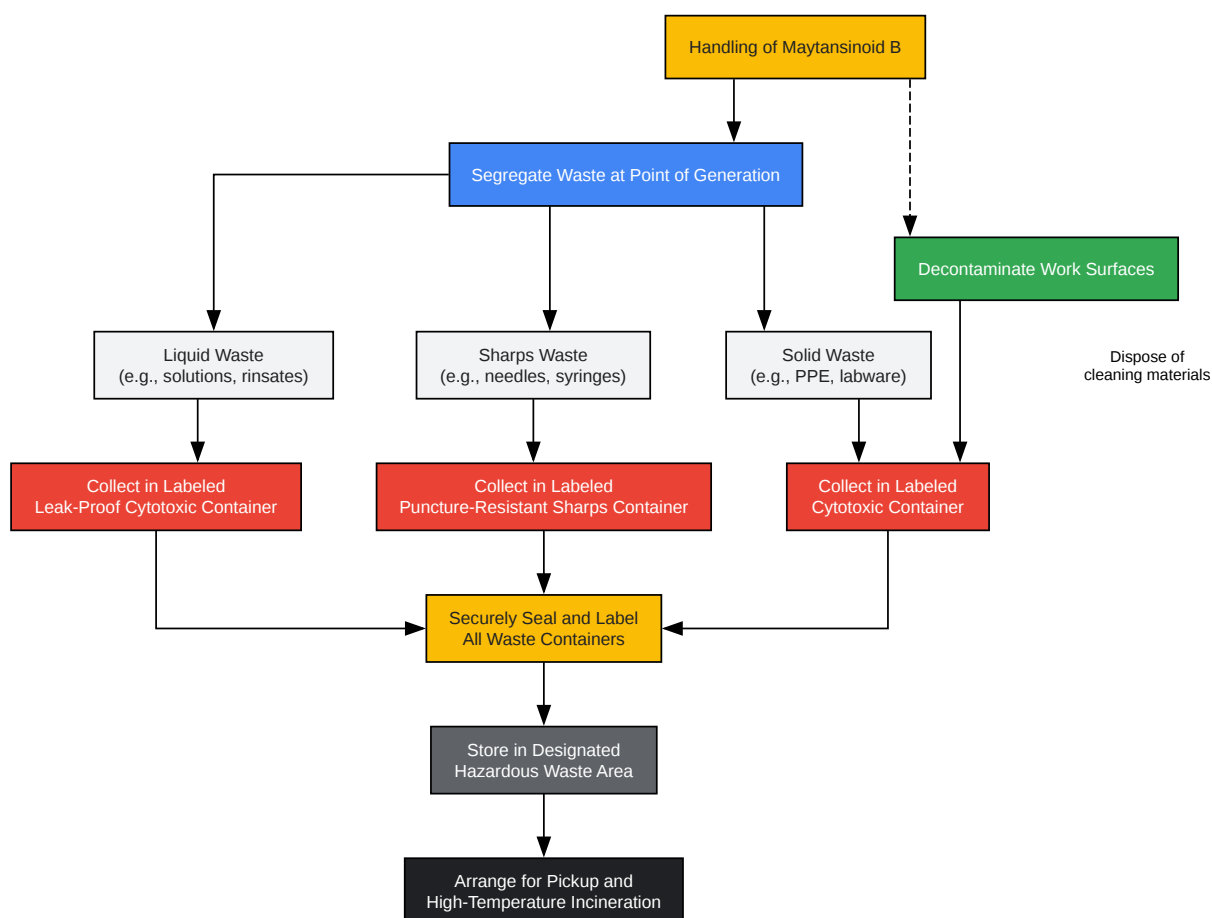 Handling of Maytansinoid B
Segregate Waste at Point of Generation
Decontaminate Work Surfaces
Liquid Waste
(e.g., solutions, rinsates)
Sharps Waste
(e.g., needles, syringes)
Solid Waste
(e.g., PPE, labware)
Dispose of
cleaning materials
Collect in Labeled
Leak-Proof Cytotoxic Container
Collect in Labeled
Puncture-Resistant Sharps Container
Collect in Labeled
Cytotoxic Container
Securely Seal and Label
All Waste Containers
Store in Designated
Hazardous Waste Area
Arrange for Pickup and
High-Temperature Incineration